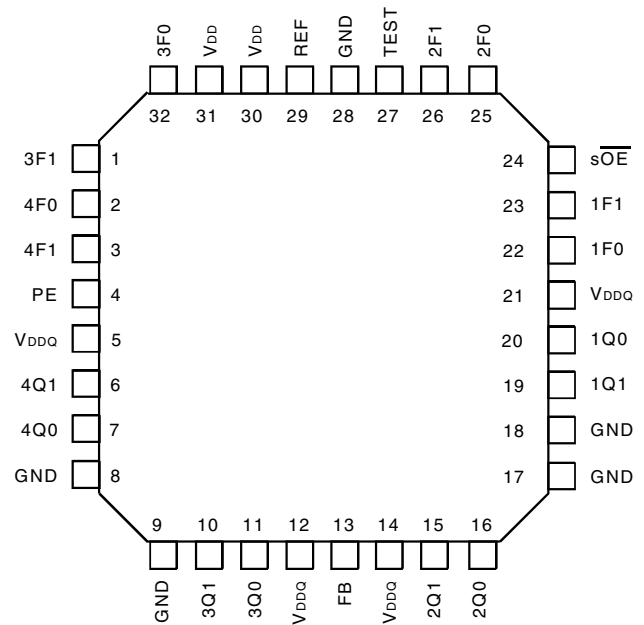 3F0 VDD VDD REF GND TEST 2F1 2F0
32 31 30 29 28 27 26 25
3F1 1 24 sOE
4F0 2 23 1F1
4F1 3 22 1F0
PE 4 21 VDDQ
VDDQ 5 20 1Q0
4Q1 6 19 1Q1
4Q0 7 18 GND
GND 8 17 GND
9 10 11 12 13 14 15 16
GND 3Q1 3Q0 VDDQ FB VDDQ 2Q1 2Q0